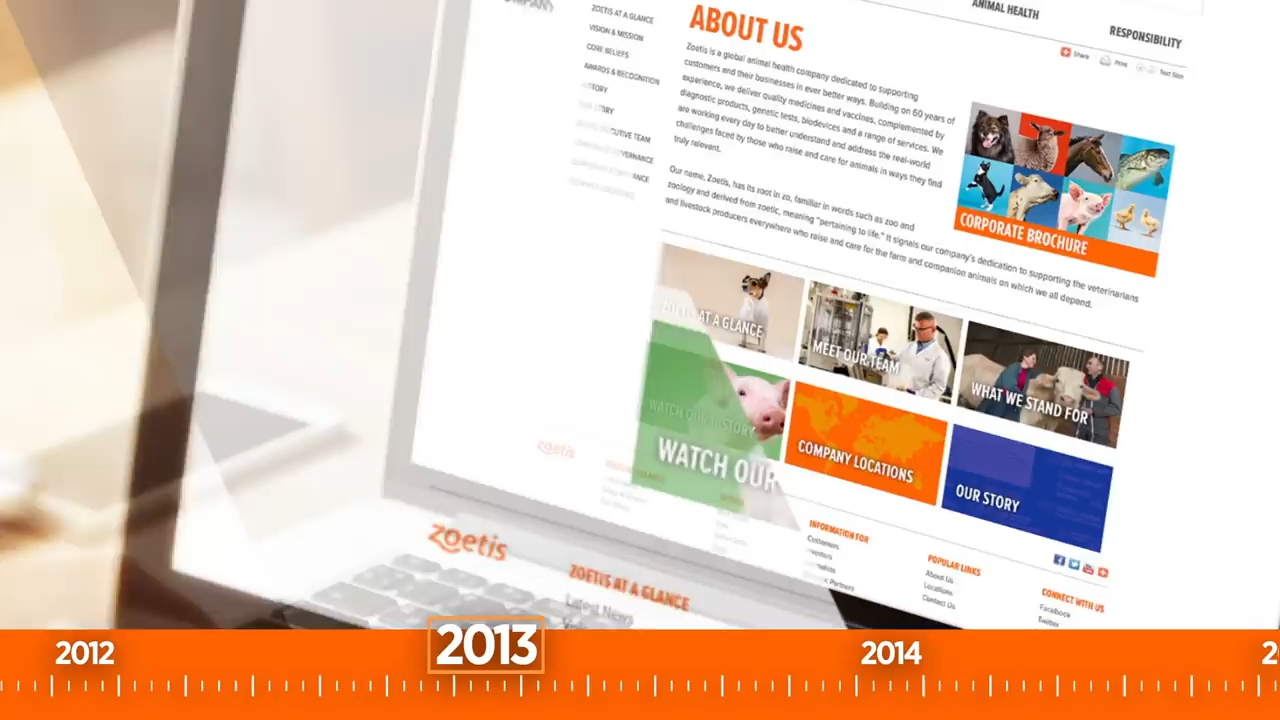 ANIMAL HEALTH
RESPONSIBILITY
Share
Print
Text Size
ZOETIS AT A GLANCE
VISION & MISSION
CORE BELIEFS
AWARDS & RECOGNITION
ABOUT US
Zoetis is a global animal health company dedicated to supporting
customers and their businesses in ever better ways. Building on 60 years of
experience, we deliver quality medicines and vaccines, complemented by
diagnostic products, genetic tests, biodevices and a range of services. We
are working every day to better understand and address the real-world
challenges faced by those who raise and care for animals in ways they find
truly relevant.
Our name, Zoetis, has its root in zo, familiar in words such as zoo and
zoology and derived from zoetic, meaning "pertaining to life." It signals our company's dedication to supporting the veterinarians
and livestock producers everywhere who raise and care for the farm and companion animals on which we all depend.
CORPORATE BROCHURE
ZOETIS AT A GLANCE
MEET OUR TEAM
WHAT WE STAND FOR
WATCH OUR HISTORY
WATCH OUR
COMPANY LOCATIONS
OUR STORY
zoetis
INFORMATION FOR
Customers
Partners
POPULAR LINKS
About Us
Locations
Contact Us
CONNECT WITH US
Facebook
Twitter
zoetis
ZOETIS AT A GLANCE
Latest News
2012
2013
2014